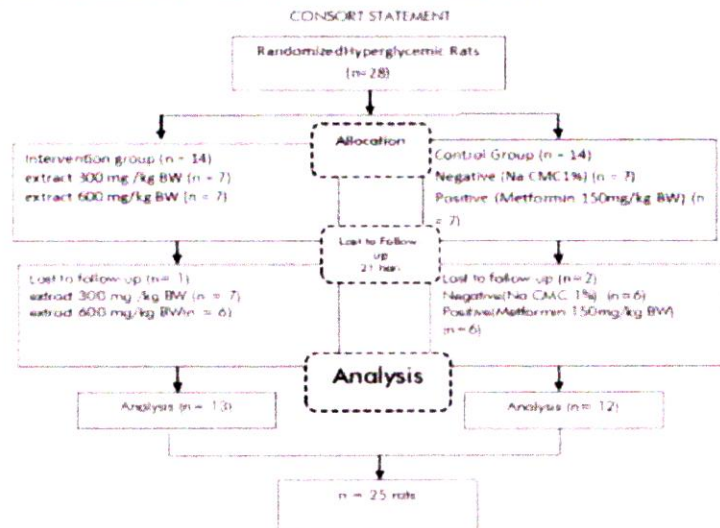 CONSORT STATEMENT
RandomizedHyperglycemic Rats
(n=28)
Allocation
Intervention group (n = 14)
extract 300 mg /kg BW (n = 7)
extract 600 mg/kg BW (n = 7)
Control Group (n = 14)
Negative (Na CMC1%) (n = 7)
Positive (Metformin 150mg/kg BW) (n
= 7)
Lost to Follow
up
21 hari
Lost to follow up (n= 1)
extract 300 mg /kg BW (n = 7)
extract 600 mg/kg BW(n = 6)
Lost to follow up (n=2)
Negative(Na CMC 1%) (n=6)
Positive(Metformin 150mg/kg BW)
(n=6)
Analysis
Analysis (n = 13)
Analysis (n= 12)
n = 25 rats